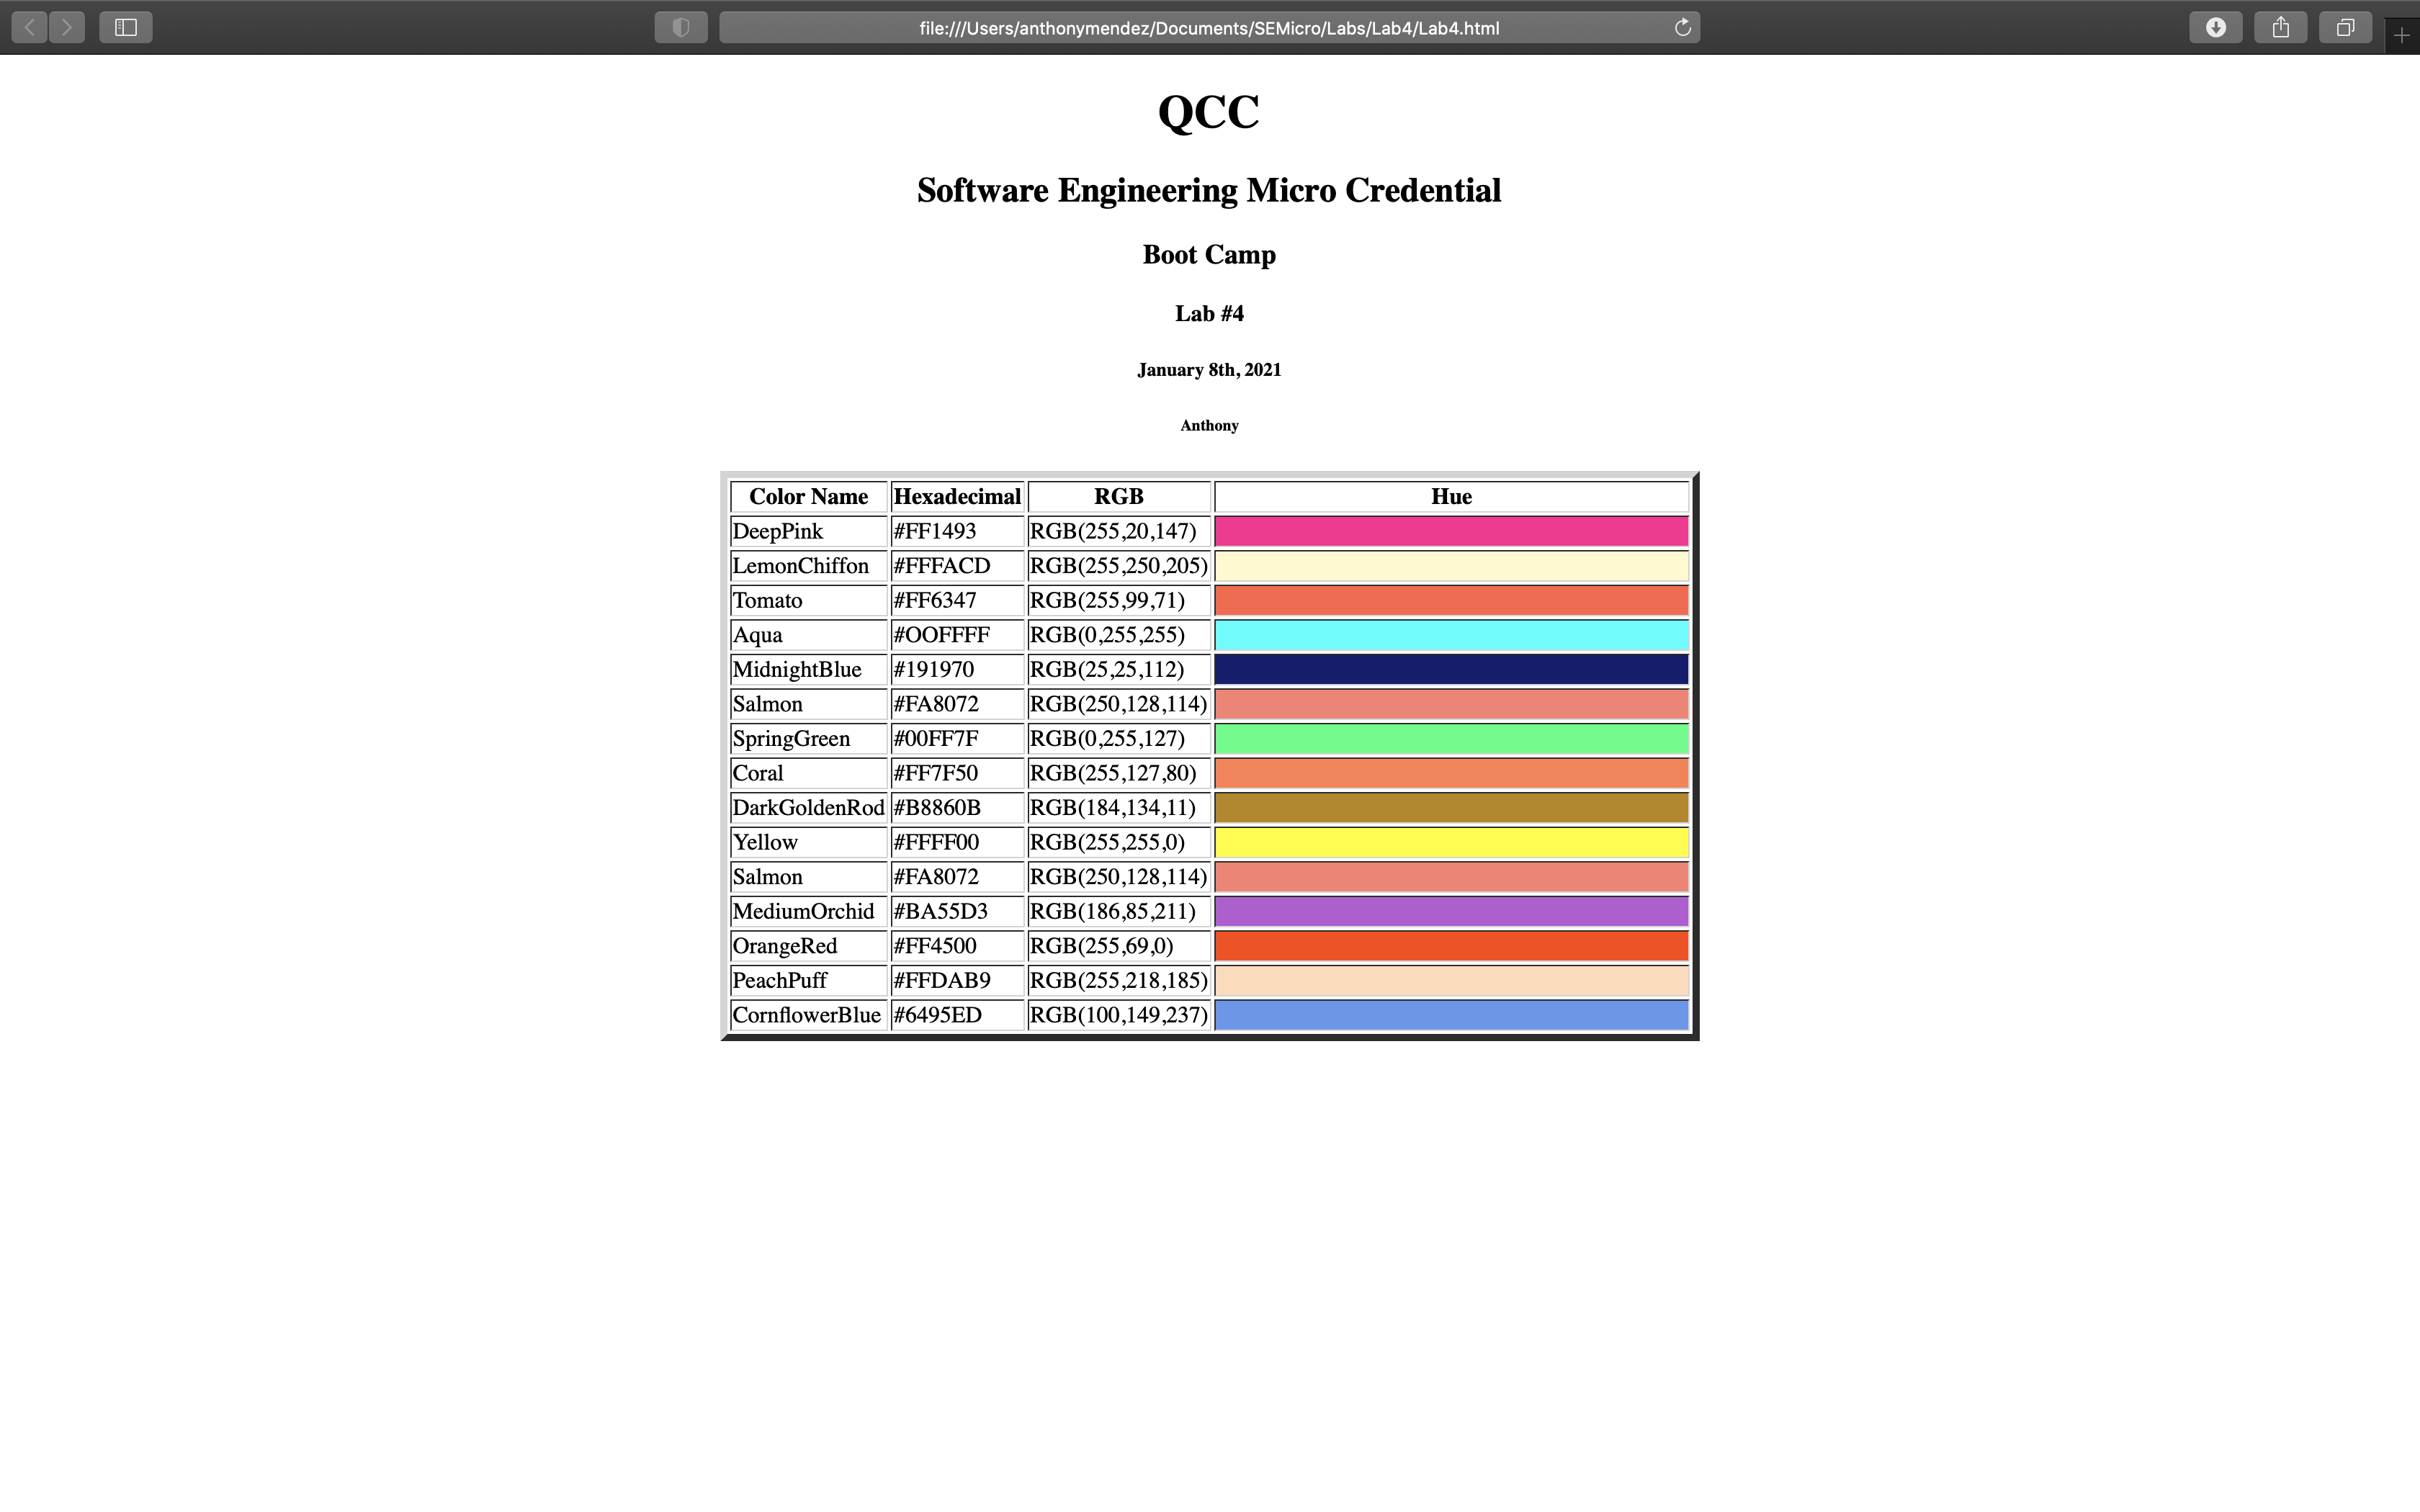 file:///Users/anthonymendez/Documents/SEMicro/Labs/Lab4/Lab4.html
QCC
Software Engineering Micro Credential
Boot Camp
Lab #4
January 8th, 2021
Anthony
Color Name Hexadecimal RGB Hue
DeepPink #FF1493 RGB(255,20,147)
LemonChiffon #FFFACD RGB(255,250,205)
Tomato #FF6347 RGB(255,99,71)
Aqua #OOFFFF RGB(0,255,255)
MidnightBlue #191970 RGB(25,25,112)
Salmon #FA8072 RGB(250,128,114)
SpringGreen #00FF7F RGB(0,255,127)
Coral #FF7F50 RGB(255,127,80)
DarkGoldenRod #B8860B RGB(184,134,11)
Yellow #FFFF00 RGB(255,255,0)
Salmon #FA8072 RGB(250,128,114)
MediumOrchid #BA55D3 RGB(186,85,211)
OrangeRed #FF4500 RGB(255,69,0)
PeachPuff #FFDAB9 RGB(255,218,185)
CornflowerBlue #6495ED RGB(100,149,237)